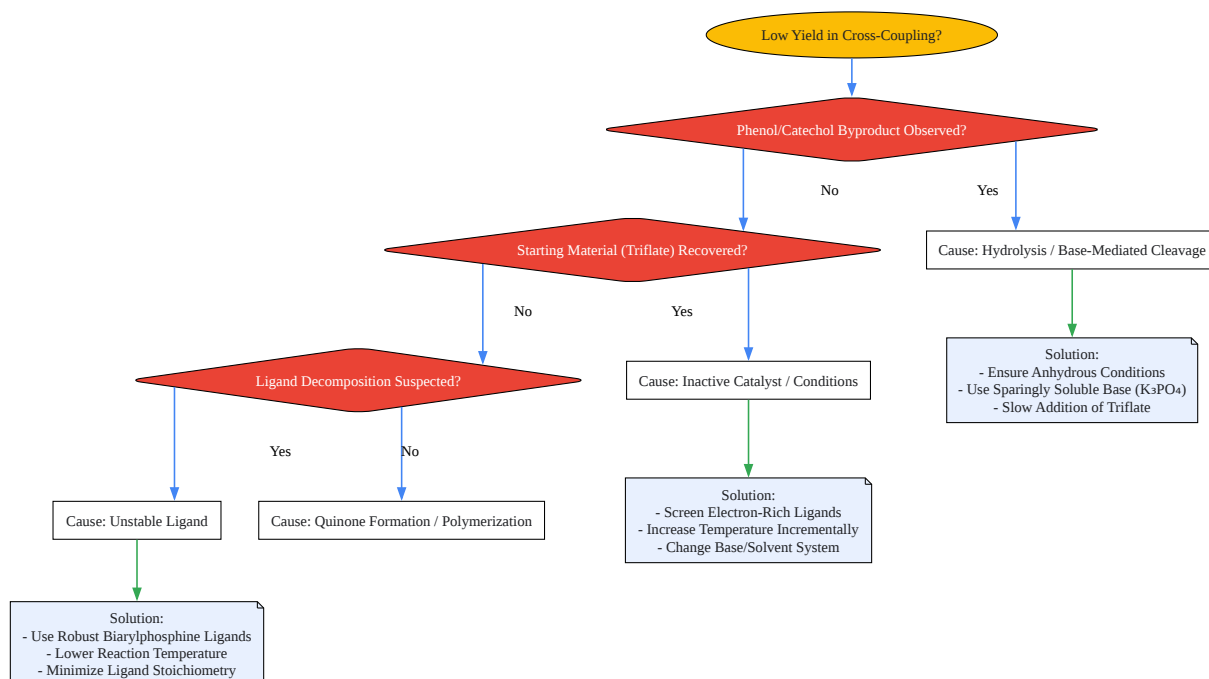 Low Yield in Cross-Coupling?
Phenol/Catechol Byproduct Observed?
No
Yes
Starting Material (Triflate) Recovered?
Cause: Hydrolysis / Base-Mediated Cleavage
No
Yes
Solution:
- Ensure Anhydrous Conditions
- Use Sparingly Soluble Base (K₃PO₄)
- Slow Addition of Triflate
Ligand Decomposition Suspected?
Cause: Inactive Catalyst / Conditions
Yes
No
Solution:
- Screen Electron-Rich Ligands
- Increase Temperature Incrementally
- Change Base/Solvent System
Cause: Unstable Ligand
Cause: Quinone Formation / Polymerization
Solution:
- Use Robust Biarylphosphine Ligands
- Lower Reaction Temperature
- Minimize Ligand Stoichiometry